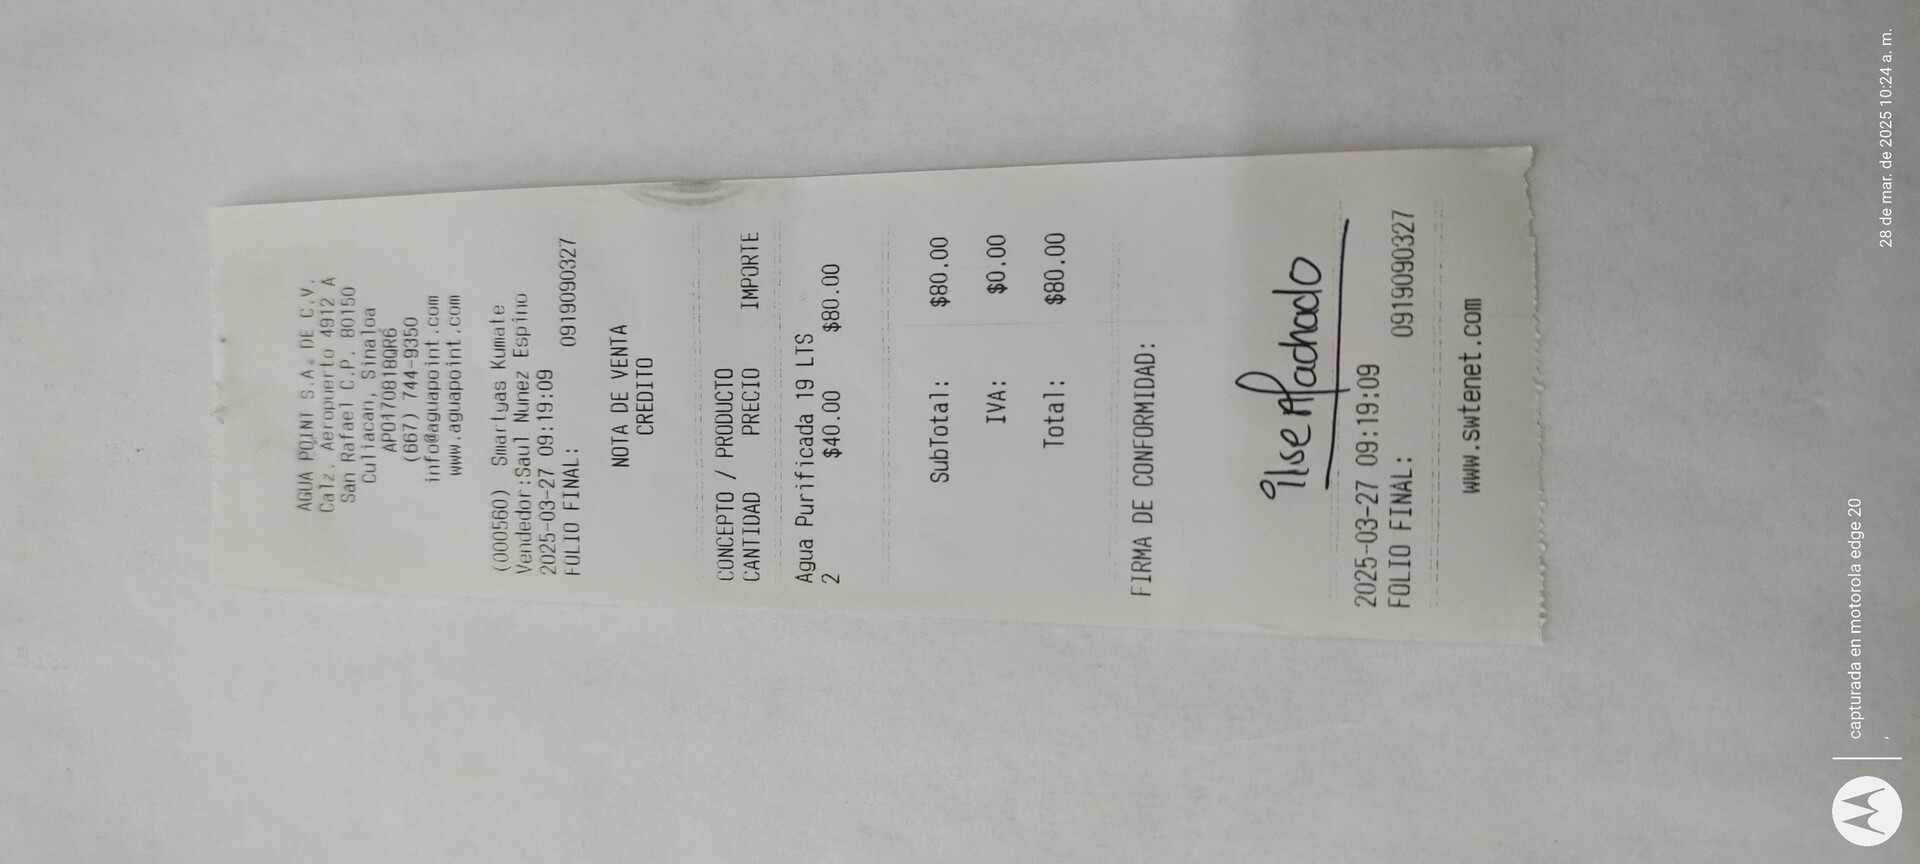 AGUA POINT S.A. DE C.V.
Calz. Aeropuerto 4912 A
San Rafael C.P. 80150
Culiacan, Sinaloa
APO170818QR6
(667) 744-9350
info@aguapoint.com
www.aguapoint.com
(000560) Smartyas Kumate
Vendedor:Saul Nunez Espino
2025-03-27 09:19:09
FOLIO FINAL: 0919090327
NOTA DE VENTA
CREDITO
CONCEPTO / PRODUCTO
CANTIDAD PRECIO IMPORTE
Agua Purificada 19 LTS
2 $40.00 $80.00
SubTotal: $80.00
IVA: $0.00
Total: $80.00
FIRMA DE CONFORMIDAD:
Ilse Machado
2025-03-27 09:19:09
FOLIO FINAL: 0919090327
www.swtenet.com
capturada en motorola edge 20
,
28 de mar. de 2025 10:24 a. m.